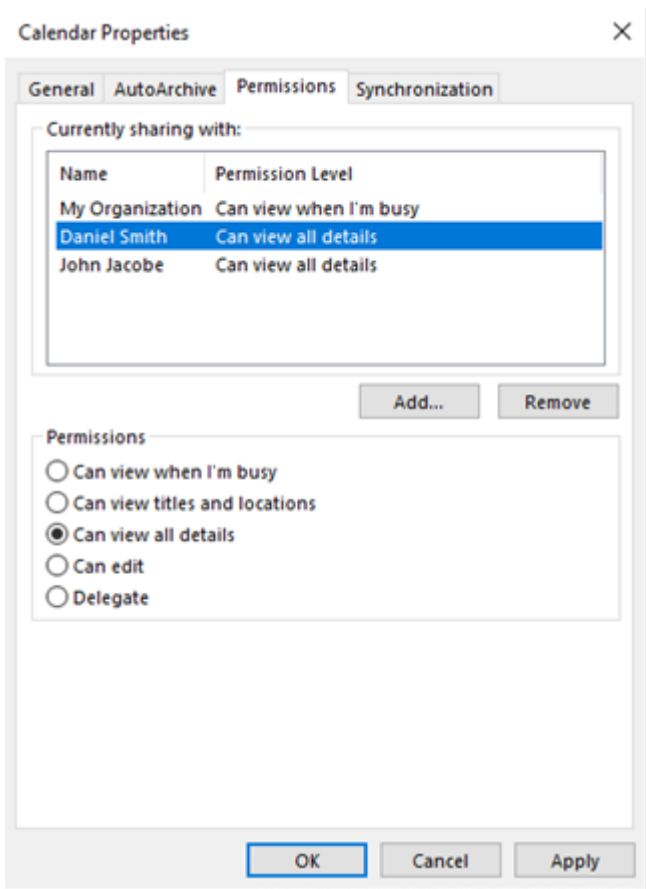 Calendar Properties
General AutoArchive Permissions Synchronization
Currently sharing with:
Name Permission Level
My Organization Can view when I'm busy
Daniel Smith Can view all details
John Jacobe Can view all details
Add... Remove
Permissions
Can view when I'm busy
Can view titles and locations
Can view all details
Can edit
Delegate
OK Cancel Apply